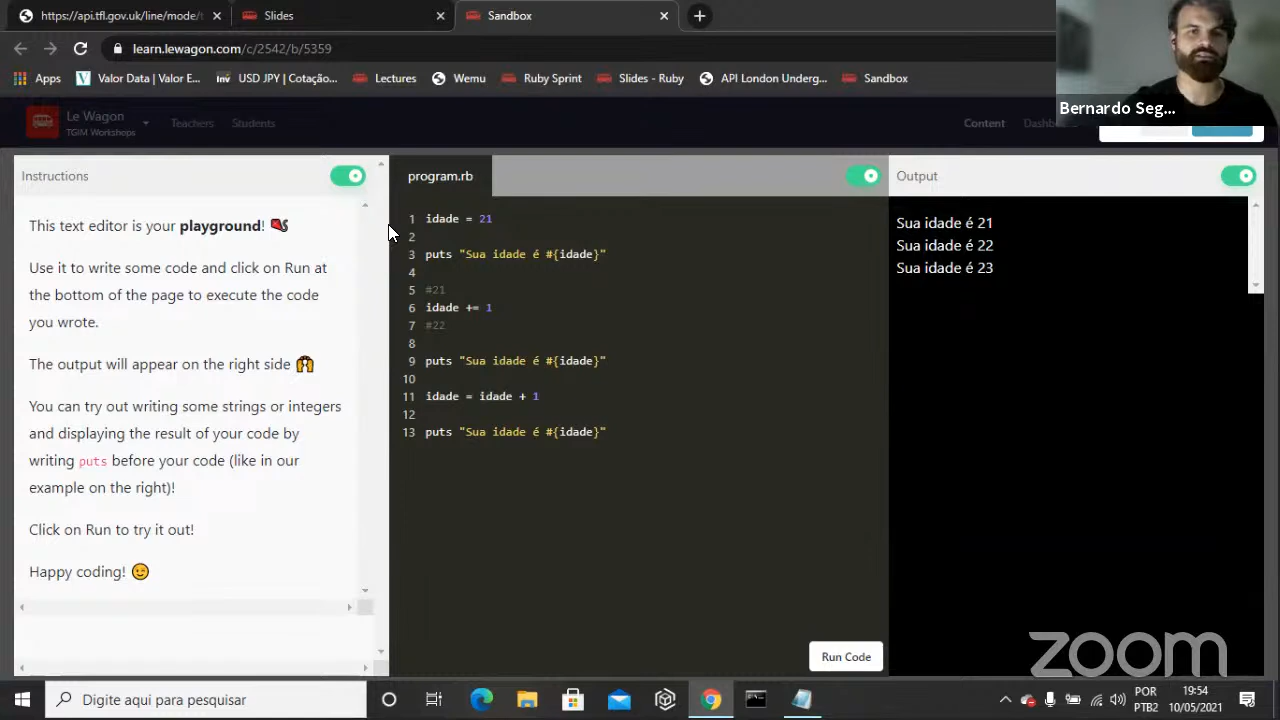 https://api.tfl.gov.uk/line/mode/t
Slides
Sandbox
learn.lewagon.com/c/2542/b/5359
Apps
Valor Data | Valor E...
USD JPY | Cotação...
Lectures
Wemu
Ruby Sprint
Slides - Ruby
API London Underg...
Sandbox
Bernardo Seg...
Le Wagon
TGIM Workshops
Teachers
Students
Content
Dashb
Instructions
This text editor is your playground!
Use it to write some code and click on Run at
the bottom of the page to execute the code
you wrote.
The output will appear on the right side
You can try out writing some strings or integers
and displaying the result of your code by
writing puts before your code (like in our
example on the right)!
Click on Run to try it out!
Happy coding!
program.rb
1 idade = 21
2
3 puts "Sua idade é #{idade}"
4
5 #21
6 idade += 1
7 #22
8
9 puts "Sua idade é #{idade}"
10
11 idade = idade + 1
12
13 puts "Sua idade é #{idade}"
Run Code
Output
Sua idade é 21
Sua idade é 22
Sua idade é 23
zoom
Digite aqui para pesquisar
POR
PTB2
19:54
10/05/2021